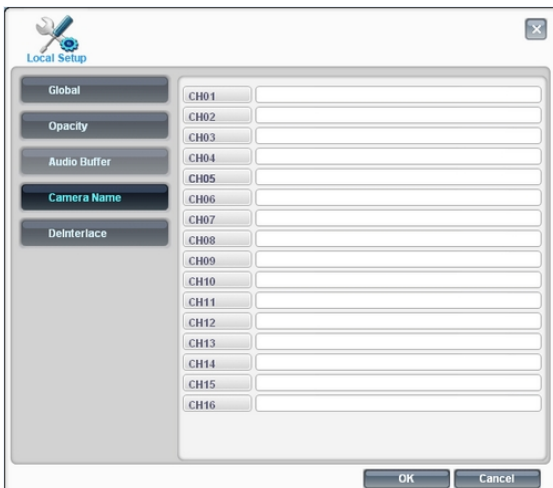 Local Setup
Global
Opacity
Audio Buffer
Camera Name
DeInterlace
CH01
CH02
CH03
CH04
CH05
CH06
CH07
CH08
CH09
CH10
CH11
CH12
CH13
CH14
CH15
CH16
OK
Cancel